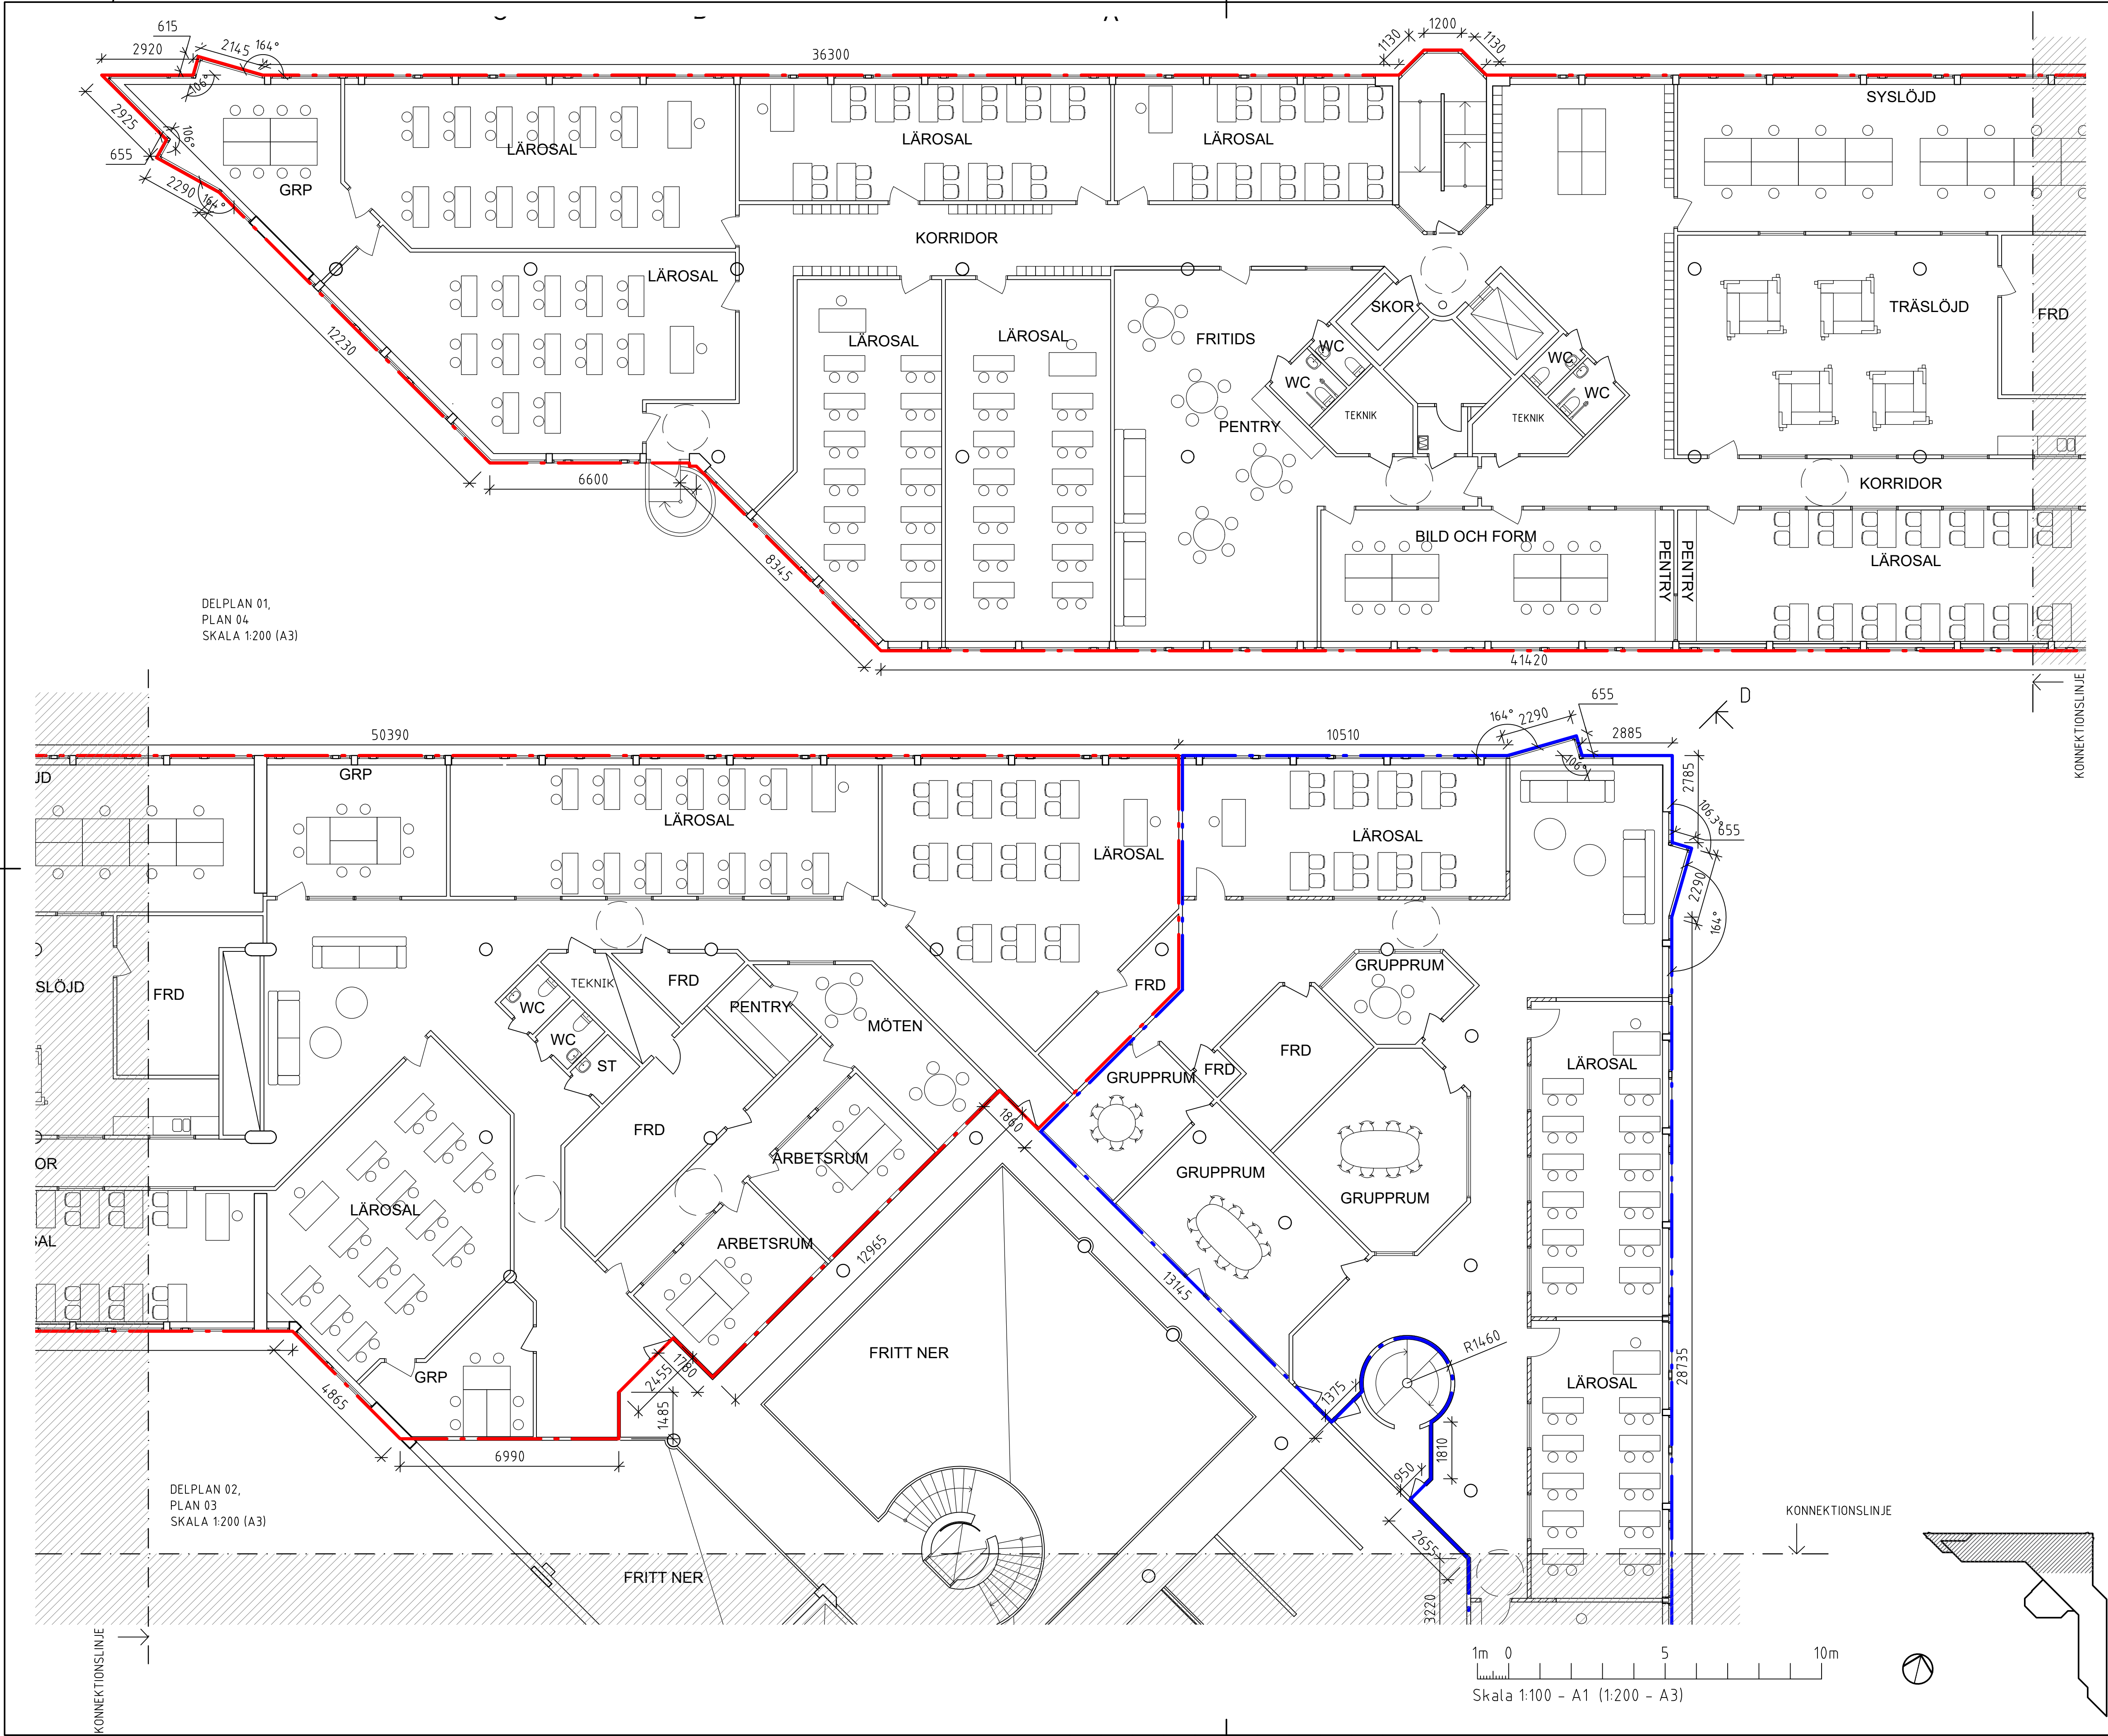 615
2920
2145
164°
106°
36300
1130
1200
1130
SYSLÖJD
2925
106°
655
2290
164°
GRP
LÄROSAL
LÄROSAL
LÄROSAL
KORRIDOR
LÄROSAL
12230
LÄROSAL
LÄROSAL
FRITIDS
SKOR
WC
WC
WC
WC
TRÄSLÖJD
FRD
PENTRY
TEKNIK
TEKNIK
6600
KORRIDOR
8345
BILD OCH FORM
PENTRY
PENTRY
LÄROSAL
DELPLAN 01,
PLAN 04
SKALA 1:200 (A3)
41420
KONNEKTIONSLINJE
D
655
164°
2290
2885
50390
10510
106°
2785
106.3°
655
2290
164°
JD
GRP
LÄROSAL
LÄROSAL
LÄROSAL
SLÖJD
FRD
TEKNIK
FRD
WC
PENTRY
WC
ST
MÖTEN
FRD
GRUPPRUM
FRD
FRD
GRUPPRUM
LÄROSAL
1860
FRD
OR
ARBETSRUM
GRUPPRUM
GRUPPRUM
LÄROSAL
SAL
ARBETSRUM
12965
13145
FRITT NER
R1460
LÄROSAL
28735
GRP
4865
2455
1780
1485
1375
6990
1810
950
2655
3220
DELPLAN 02,
PLAN 03
SKALA 1:200 (A3)
KONNEKTIONSLINJE
FRITT NER
KONNEKTIONSLINJE
1m 0 5 10m
Skala 1:100 - A1 (1:200 - A3)